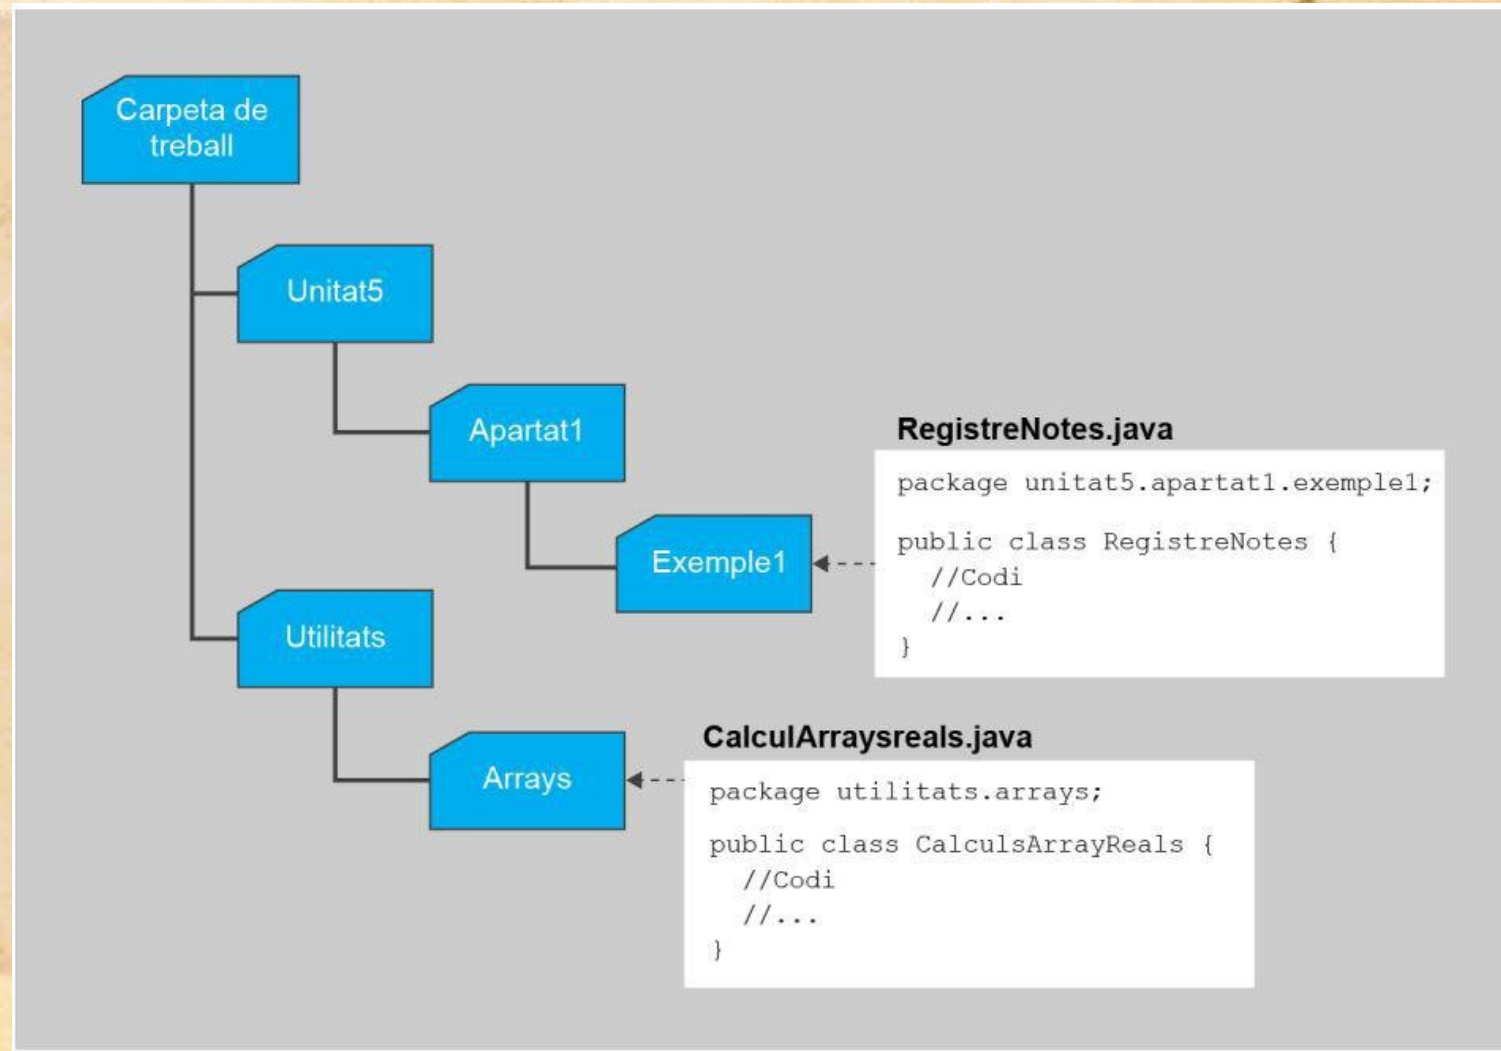 Carpeta de
treball
Unitat5
Apartat1
RegistreNotes.java
package unitat5.apartat1.exemple1;
public class RegistreNotes {
//Codi
//...
}
Exemple1
Utilitats
CalculArraysreals.java
Arrays
package utilitats.arrays;
public class CalculsArrayReals {
//Codi
//...
}